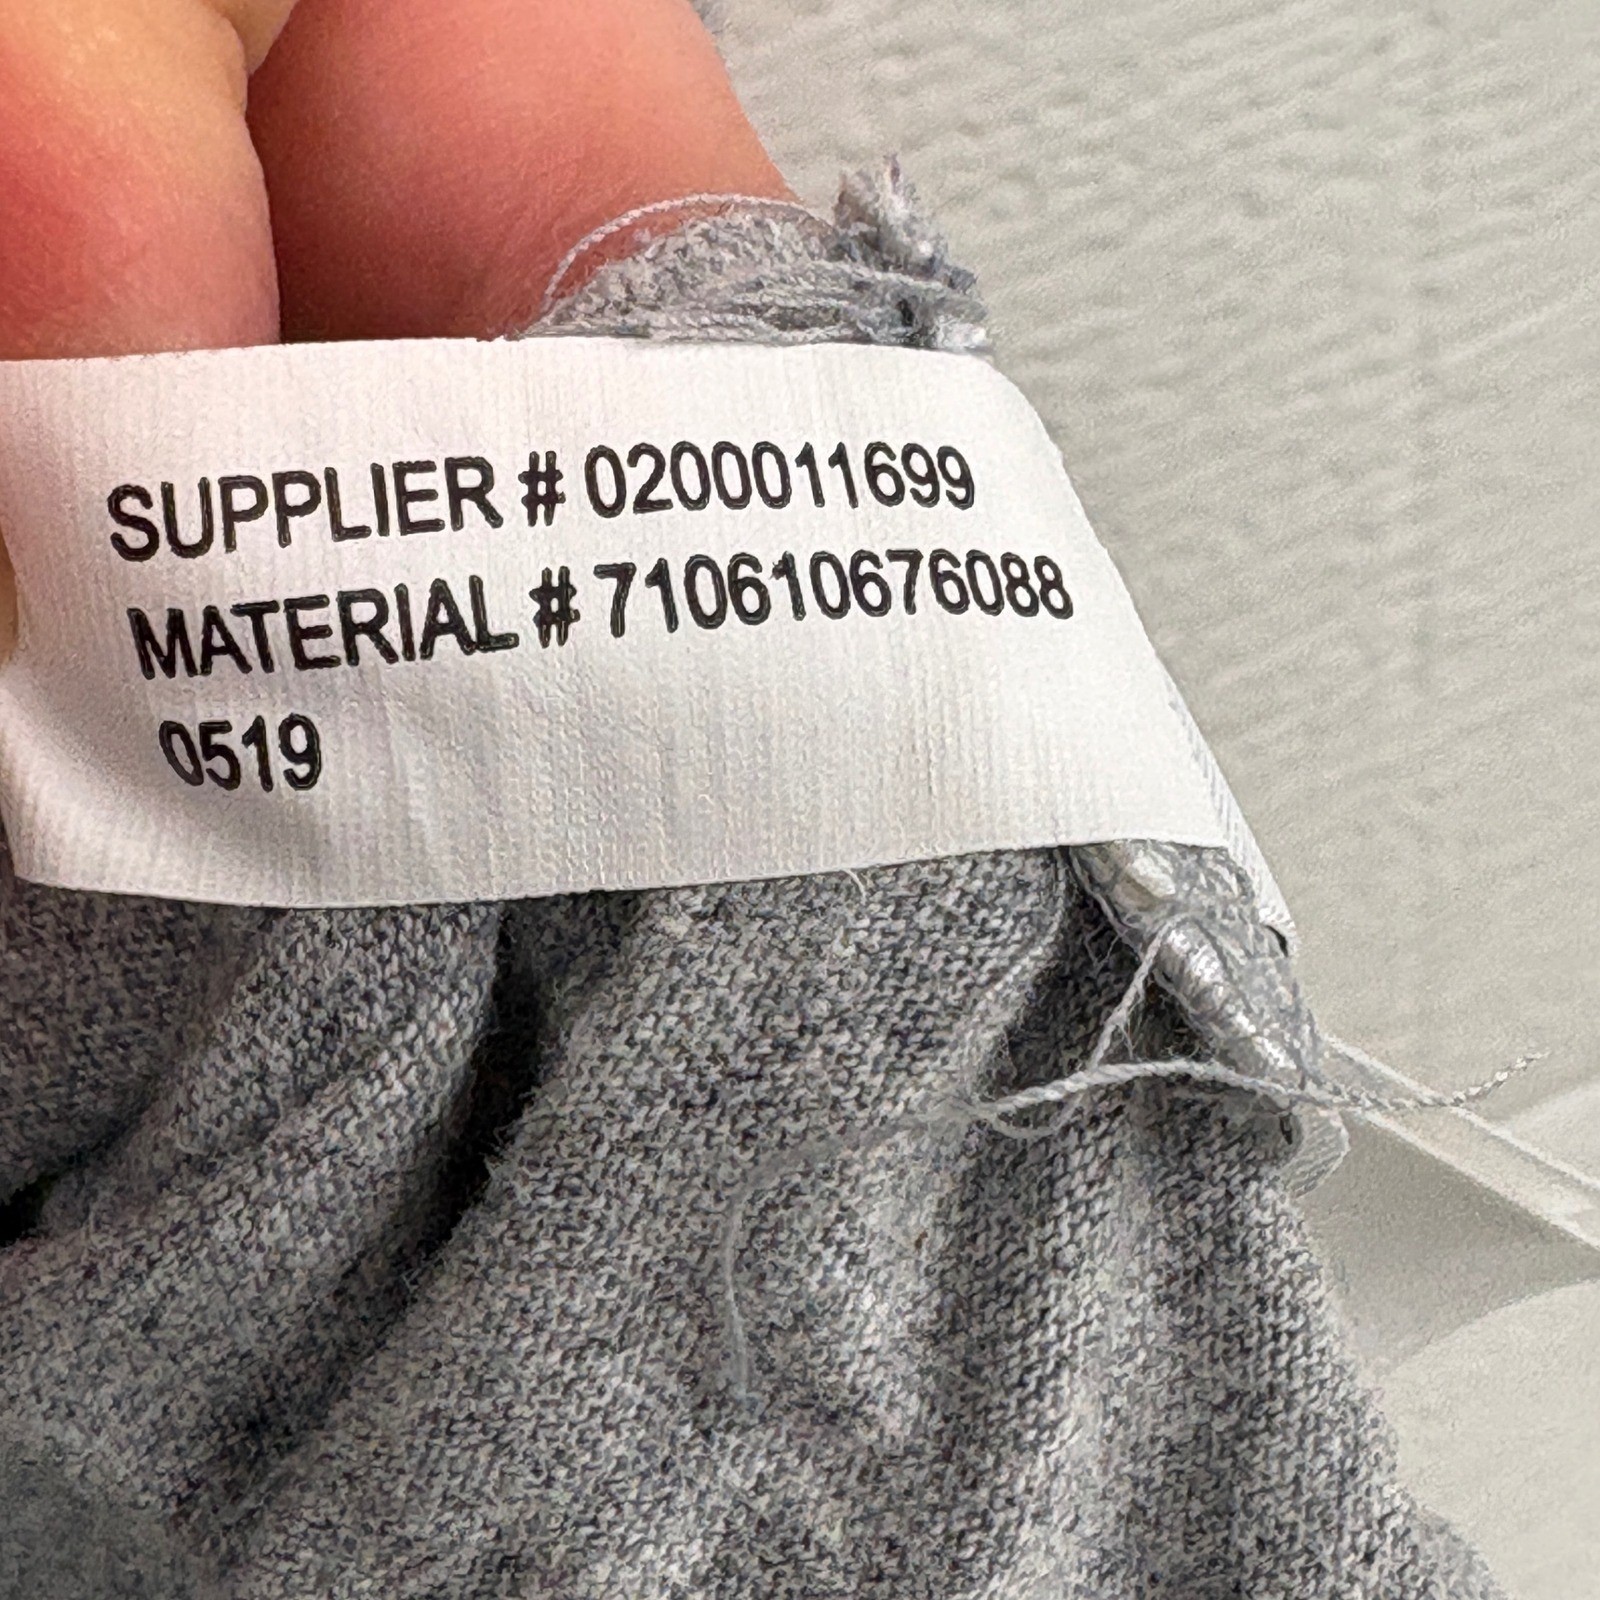 SUPPLIER # 0200011699
MATERIAL # 710610676088
0519